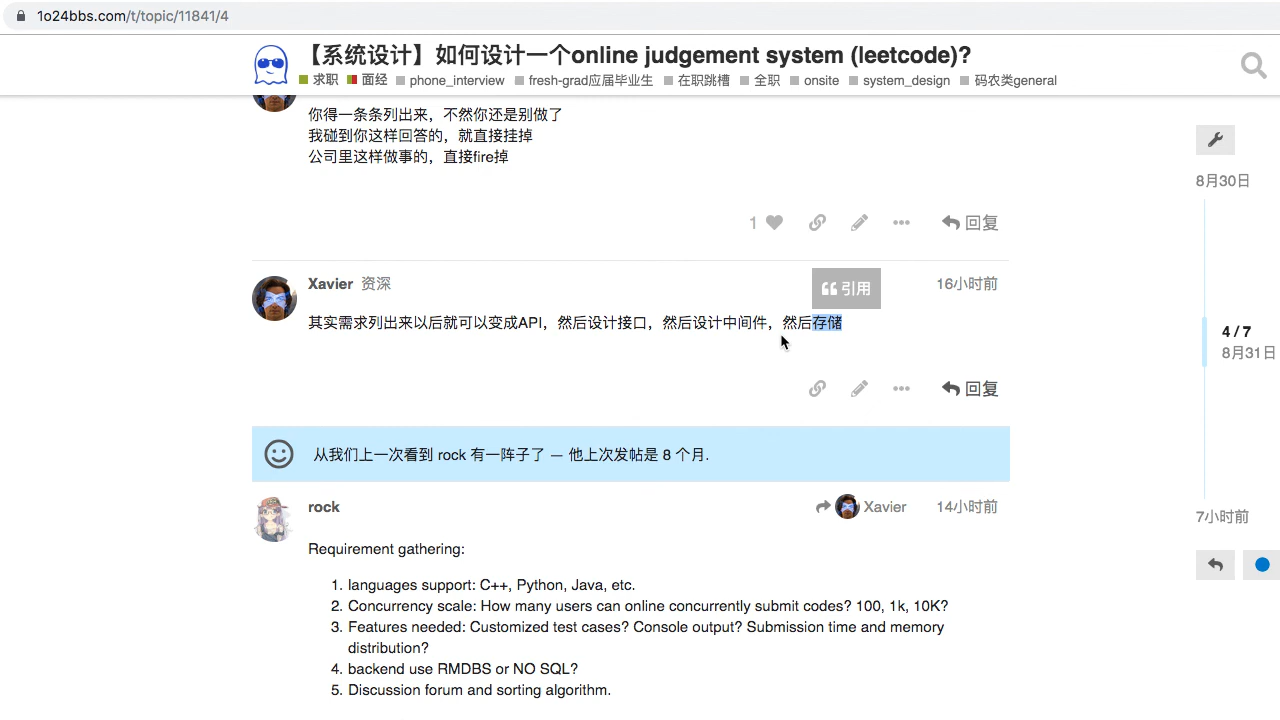 1o24bbs.com/t/topic/11841/4
【系统设计】如何设计一个online judgement system (leetcode)?
求职 面经 phone_interview fresh-grad应届毕业生 在职跳槽 全职 onsite system_design 码农类general
你得一条条列出来，不然你还是别做了
我碰到你这样回答的，就直接挂掉
公司里这样做事的，直接fire掉
8月30日
1 回复
Xavier 资深 引用 16小时前
其实需求列出来以后就可以变成API，然后设计接口，然后设计中间件，然后存储
4 / 7
8月31日
回复
从我们上一次看到 rock 有一阵子了 — 他上次发帖是 8 个月.
rock Xavier 14小时前
7小时前
Requirement gathering:
1. languages support: C++, Python, Java, etc.
2. Concurrency scale: How many users can online concurrently submit codes? 100, 1k, 10K?
3. Features needed: Customized test cases? Console output? Submission time and memory
distribution?
4. backend use RMDBS or NO SQL?
5. Discussion forum and sorting algorithm.